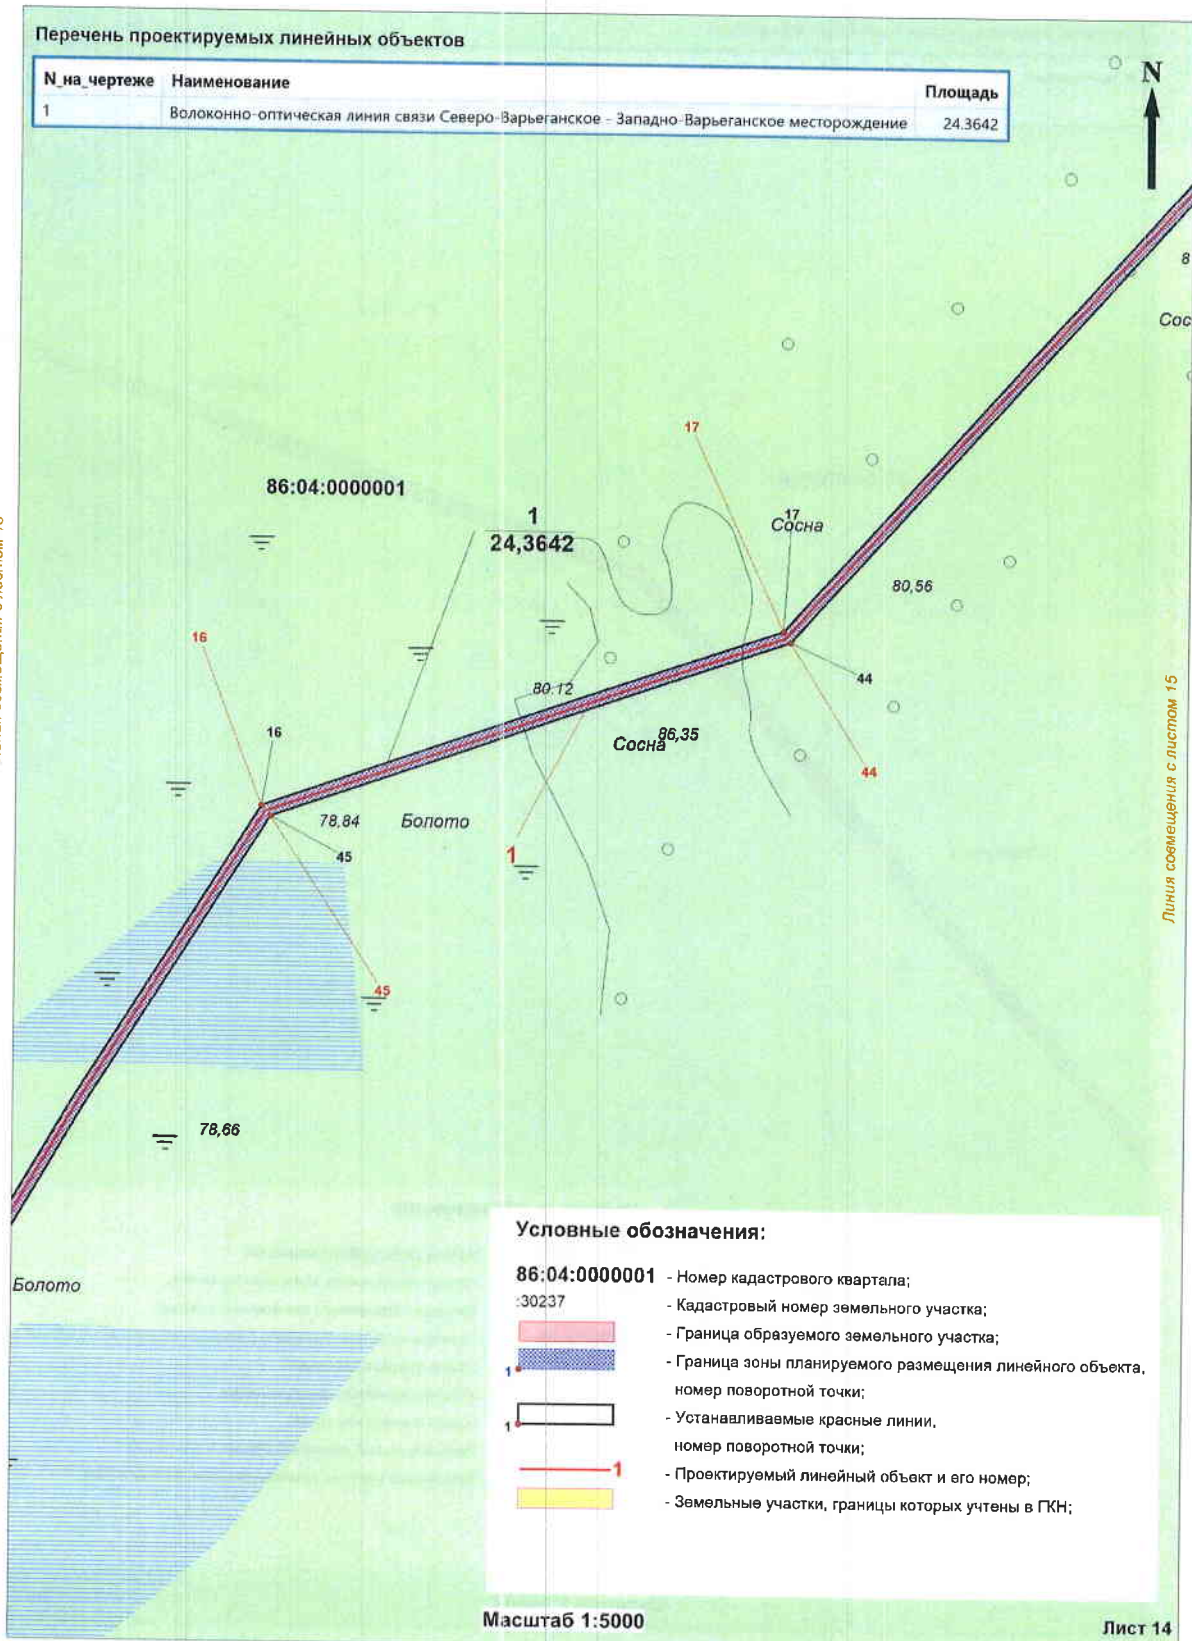 Перечень проектируемых линейных объектов
N_на_чертеже Наименование Площадь
1 Волоконно-оптическая линия связи Северо-Варьеганское - Западно-Варьеганское месторождение 24.3642
N
8
Сос
17
86:04:0000001
1
24,3642
17
Сосна
80,56
16
44
80.12
86,35
Сосна
16
44
Линия совмещения с листом 15
78,84
Болото
45
1
45
78,66
Болото
Условные обозначения:
86:04:0000001 - Номер кадастрового квартала;
:30237 - Кадастровый номер земельного участка;
- Граница образуемого земельного участка;
1 - Граница зоны планируемого размещения линейного объекта,
номер поворотной точки;
1 - Устанавливаемые красные линии,
номер поворотной точки;
1 - Проектируемый линейный объект и его номер;
- Земельные участки, границы которых учтены в ГКН;
Масштаб 1:5000
Лист 14